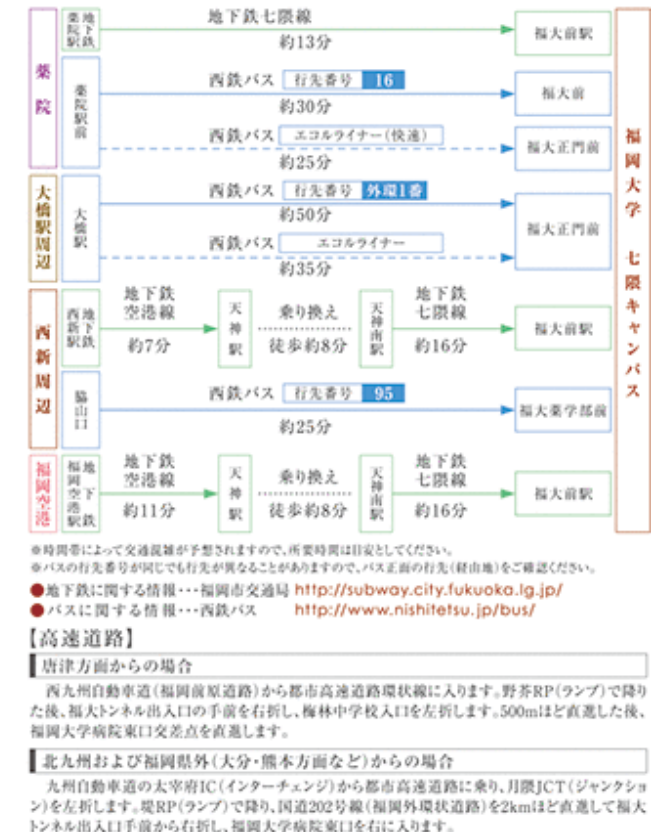 薬院
地下鉄薬院駅
地下鉄七隈線
約13分
福大前駅
薬院駅前
西鉄バス 行先番号 16
約30分
福大前
西鉄バス エコルライナー(快速)
約25分
福大正門前
大橋駅周辺
大橋駅
西鉄バス 行先番号 外環1番
約50分
西鉄バス エコルライナー
約35分
福大正門前
西新周辺
地下鉄西新駅
地下鉄
空港線
約7分
天神駅
乗り換え
徒歩約8分
天神南駅
地下鉄
七隈線
約16分
福大前駅
脇山口
西鉄バス 行先番号 95
約25分
福大薬学部前
福岡空港
地下鉄福岡空港駅
地下鉄
空港線
約11分
天神駅
乗り換え
徒歩約8分
天神南駅
地下鉄
七隈線
約16分
福大前駅
福岡大学 七隈キャンパス
※時間帯によって交通混雑が予想されますので、所要時間は目安としてください。
※バスの行先番号が同じでも行先が異なることがありますので、バス正面の行先(経由地)をご確認ください。
●地下鉄に関する情報・・・福岡市交通局 http://subway.city.fukuoka.lg.jp/
●バスに関する情報・・・西鉄バス http://www.nishitetsu.jp/bus/
【高速道路】
唐津方面からの場合
西九州自動車道(福岡前原道路)から都市高速道路環状線に入ります。野芥RP(ランプ)で降り
た後、福大トンネル出入口の手前を右折し、梅林中学校入口を左折します。500mほど直進した後、
福岡大学病院東口交差点を直進します。
北九州および福岡県外(大分・熊本方面など)からの場合
九州自動車道の太宰府IC(インターチェンジ)から都市高速道路に乗り、月隈JCT(ジャンクショ
ン)を左折します。堤RP(ランプ)で降り、国道202号線(福岡外環状道路)を2kmほど直進して福大
トンネル出入口手前から右折し、福岡大学病院東口を右に入ります。